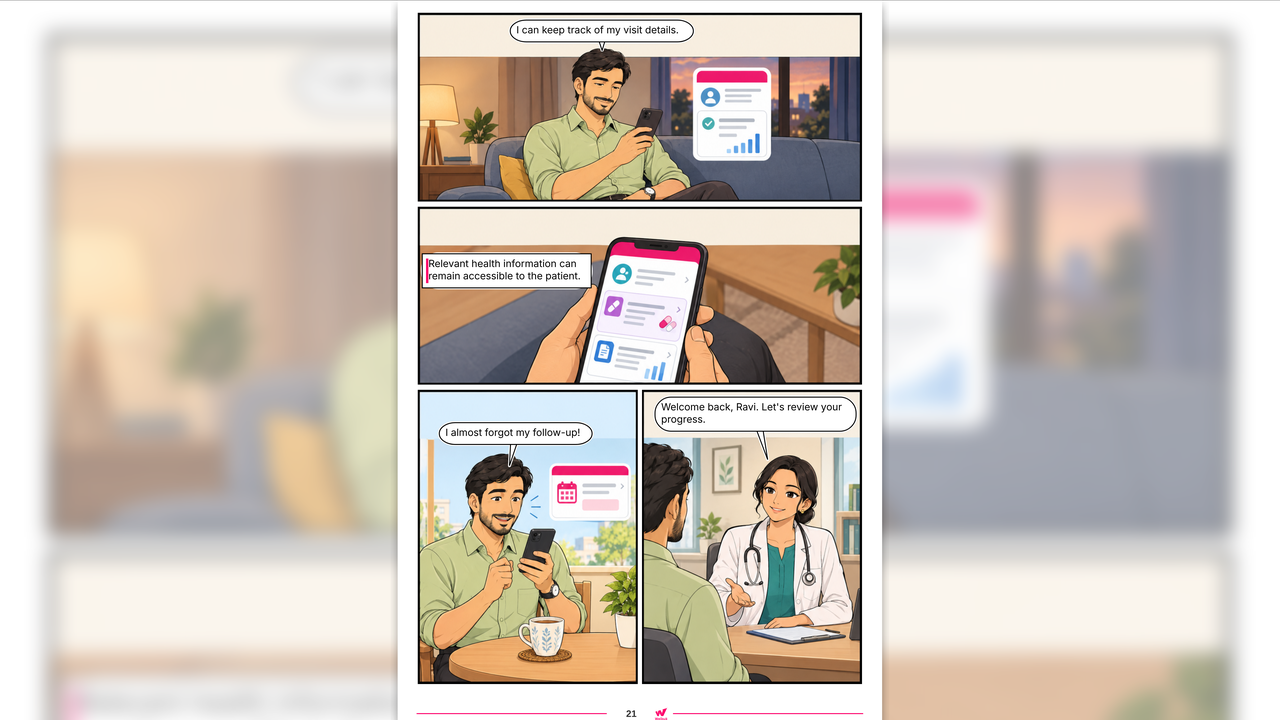 I can keep track of my visit details.
Relevant health information can
remain accessible to the patient.
I almost forgot my follow-up!
Welcome back, Ravi. Let's review your
progress.
21